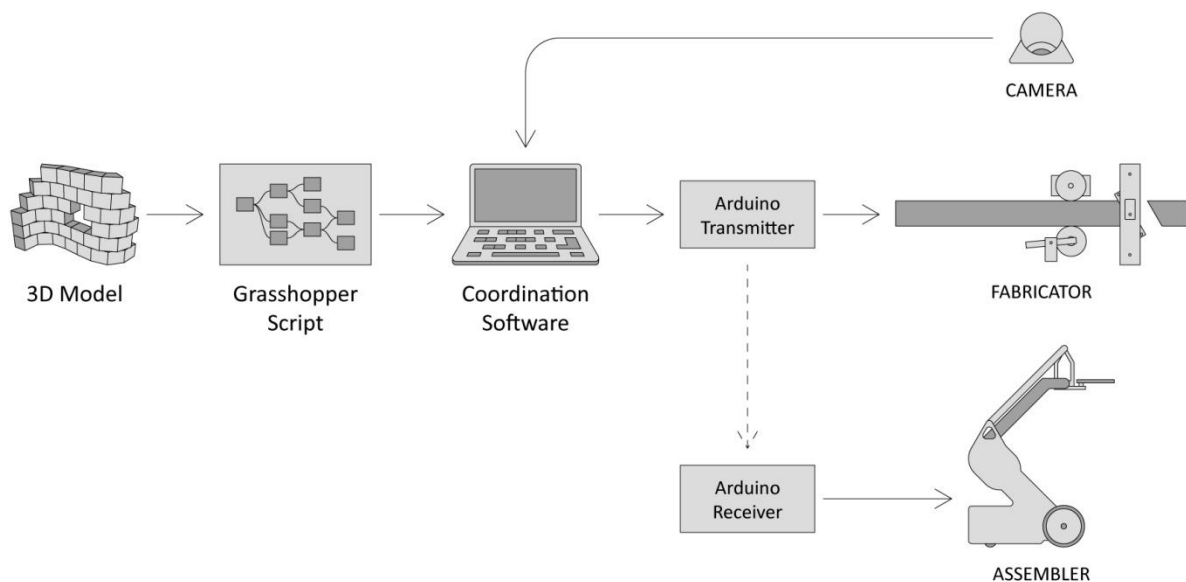 CAMERA
Arduino
Transmitter
3D Model
Grasshopper
Script
Coordination
Software
FABRICATOR
Arduino
Receiver
ASSEMBLER